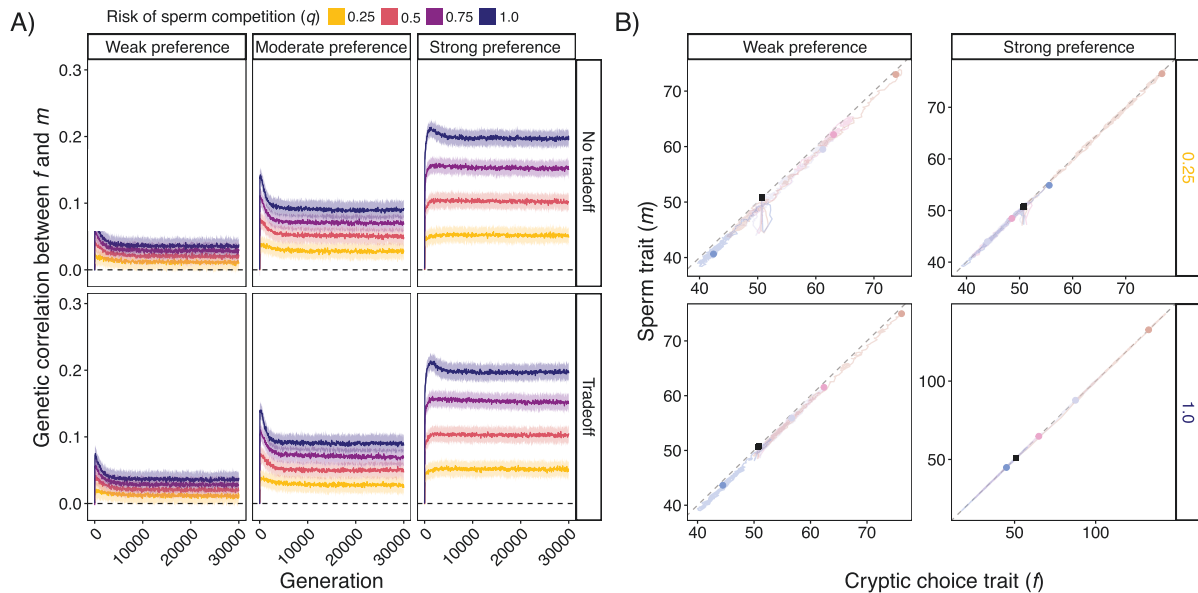 A)
Risk of sperm competition (q) 0.25 0.5 0.75 1.0
Weak preference Moderate preference Strong preference
Genetic correlation between f and m
0.3
0.2
0.1
0.0
No tradeoff
0.3
0.2
0.1
0.0
Tradeoff
0 10000 20000 30000 0 10000 20000 30000 0 10000 20000 30000
Generation
B)
Weak preference Strong preference
Sperm trait (m)
70
60
50
40
40 50 60 70
70
60
50
40
40 50 60 70
0.25
70
60
50
40
40 50 60 70
100
50
50 100
1.0
Cryptic choice trait (f)